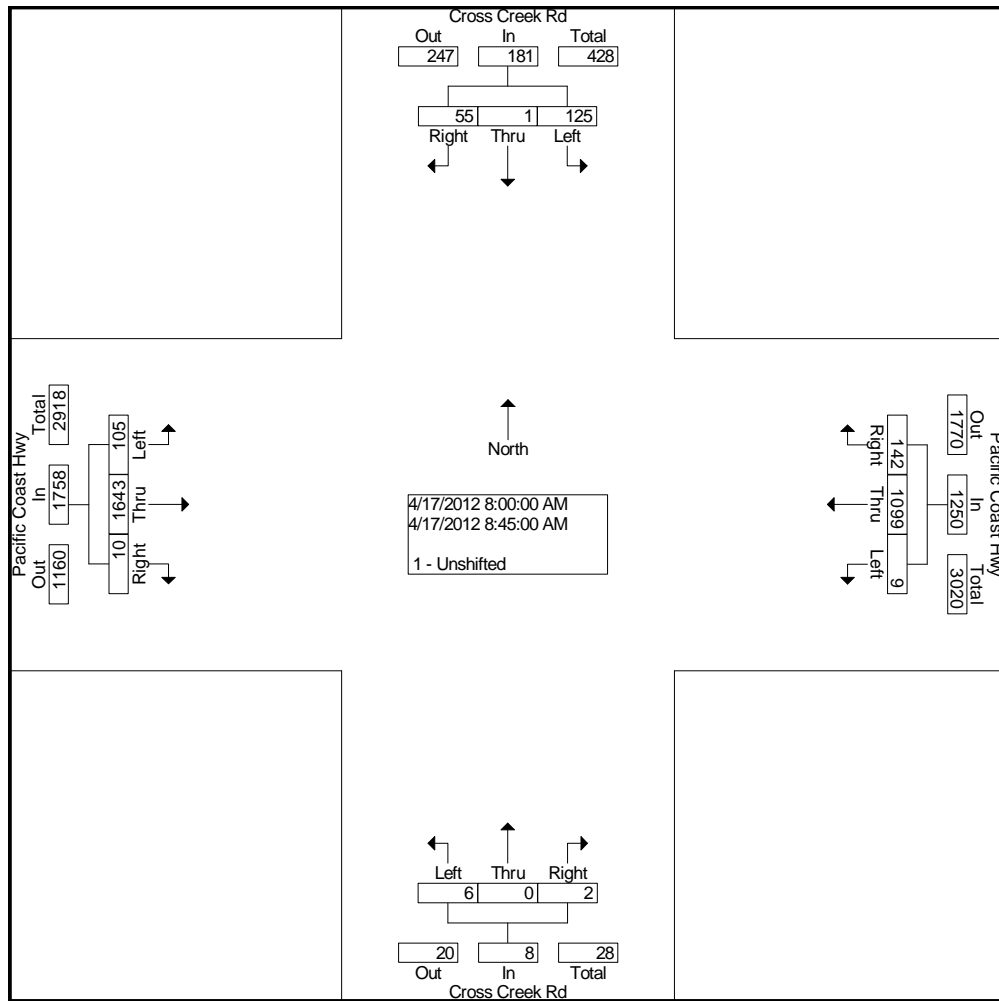 Cross Creek Rd
Out In Total
247 181 428
55 1 125
Right Thru Left
Pacific Coast Hwy
Total In Out
2918 1758 1160
105 1643 10
Left Thru Right
North
4/17/2012 8:00:00 AM
4/17/2012 8:45:00 AM
1 - Unshifted
Right Thru Left
142 1099 9
1770 1250 3020
Out In Total
Pacific Coast Hwy
Left Thru Right
6 0 2
20 8 28
Out In Total
Cross Creek Rd